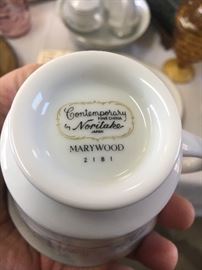 Contemporary
FINE CHINA
by Noritake
JAPAN
MARYWOOD
2181